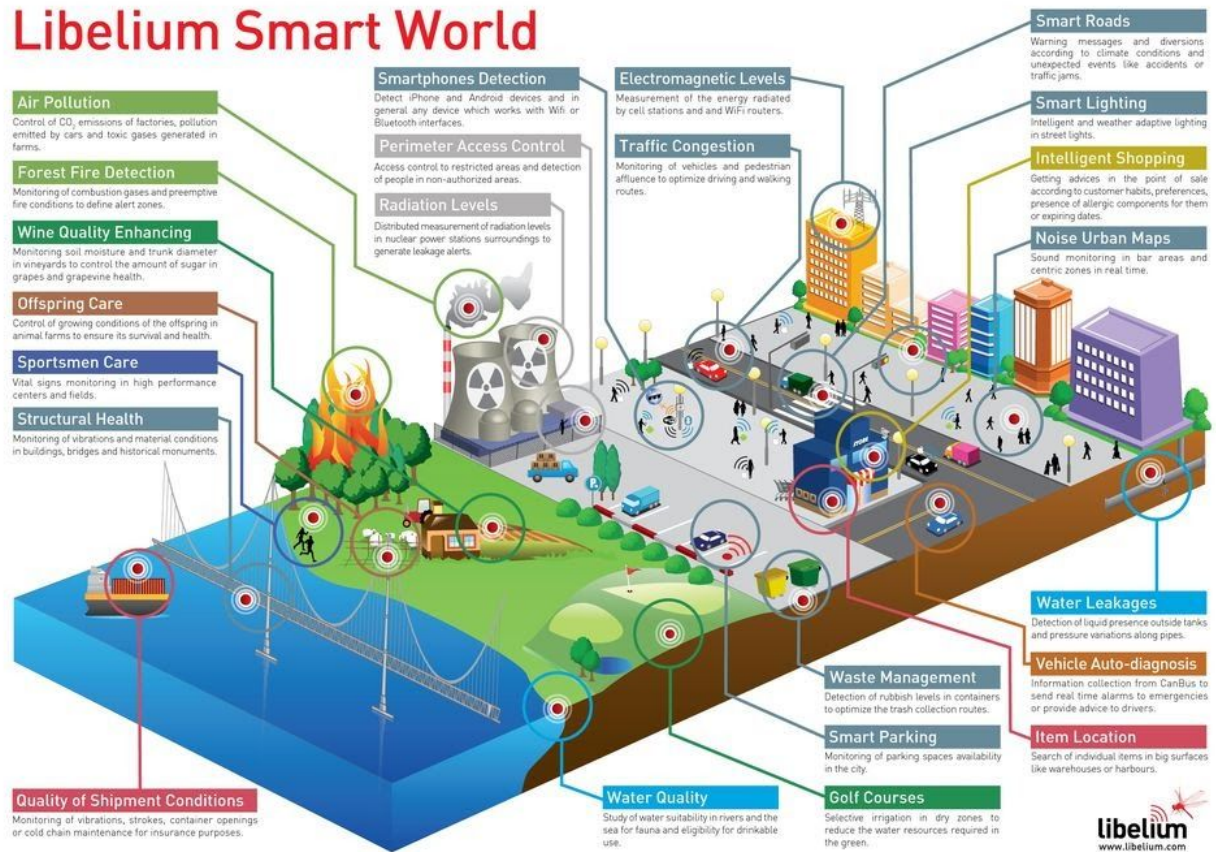 Libelium Smart World
Air Pollution
Control of CO₂ emissions of factories, pollution
emitted by cars and toxic gases generated in
farms.
Forest Fire Detection
Monitoring of combustion gases and preemptive
fire conditions to define alert zones.
Wine Quality Enhancing
Monitoring soil moisture and trunk diameter
in vineyards to control the amount of sugar in
grapes and grapevine health.
Offspring Care
Control of growing conditions of the offspring in
animal farms to ensure its survival and health.
Sportsmen Care
Vital signs monitoring in high performance
centers and fields.
Structural Health
Monitoring of vibrations and material conditions
in buildings, bridges and historical monuments.
Smartphones Detection
Detect iPhone and Android devices and in
general any device which works with Wifi or
Bluetooth interfaces.
Perimeter Access Control
Access control to restricted areas and detection
of people in non-authorized areas.
Radiation Levels
Distributed measurement of radiation levels
in nuclear power stations surroundings to
generate leakage alerts.
Electromagnetic Levels
Measurement of the energy radiated
by cell stations and and WiFi routers.
Traffic Congestion
Monitoring of vehicles and pedestrian
affluence to optimize driving and walking
routes.
Smart Roads
Warning messages and diversions
according to climate conditions and
unexpected events like accidents or
traffic jams.
Smart Lighting
Intelligent and weather adaptive lighting
in street lights.
Intelligent Shopping
Getting advices in the point of sale
according to customer habits, preferences,
presence of allergic components for them
or expiring dates.
Noise Urban Maps
Sound monitoring in bar areas and
centric zones in real time.
STORE
P
Water Leakages
Detection of liquid presence outside tanks
and pressure variations along pipes.
Vehicle Auto-diagnosis
Information collection from CanBus to
send real time alarms to emergencies
or provide advice to drivers.
Item Location
Search of individual items in big surfaces
like warehouses or harbours.
Waste Management
Detection of rubbish levels in containers
to optimize the trash collection routes.
Smart Parking
Monitoring of parking spaces availability
in the city.
Golf Courses
Selective irrigation in dry zones to
reduce the water resources required in
the green.
Water Quality
Study of water suitability in rivers and the
sea for fauna and eligibility for drinkable
use.
Quality of Shipment Conditions
Monitoring of vibrations, strokes, container openings
or cold chain maintenance for insurance purposes.
libelium
www.libelium.com